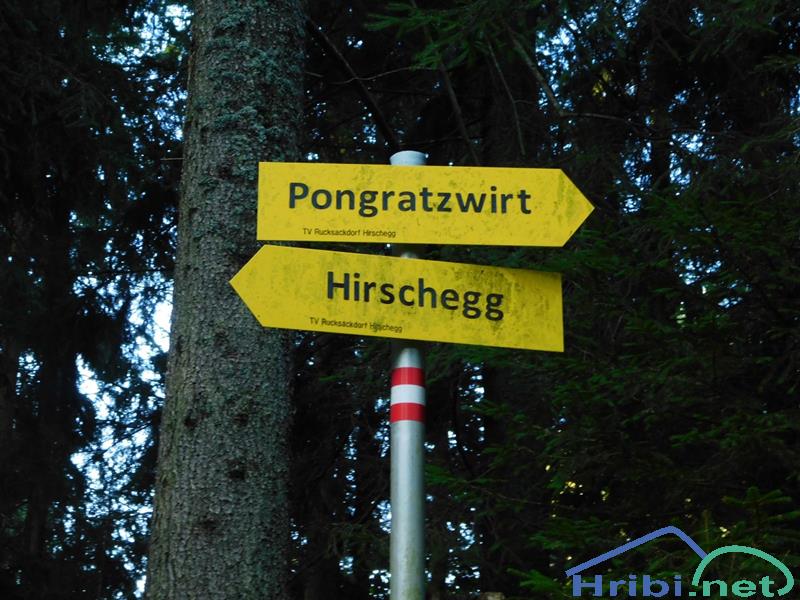 Pongratzwirt
TV Rucksackdorf Hirschegg
Hirschegg
TV Rucksackdorf Hirschegg
Hribi.net